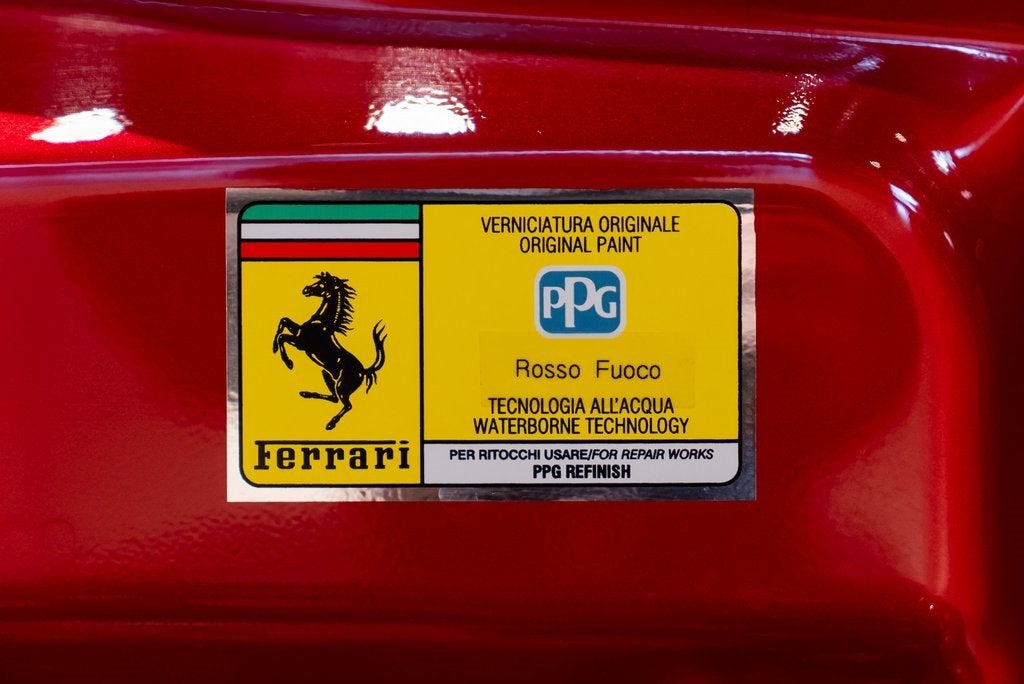 Ferrari
VERNICIATURA ORIGINALE
ORIGINAL PAINT
PPG
Rosso Fuoco
TECNOLOGIA ALL'ACQUA
WATERBORNE TECHNOLOGY
PER RITOCCHI USARE/FOR REPAIR WORKS
PPG REFINISH